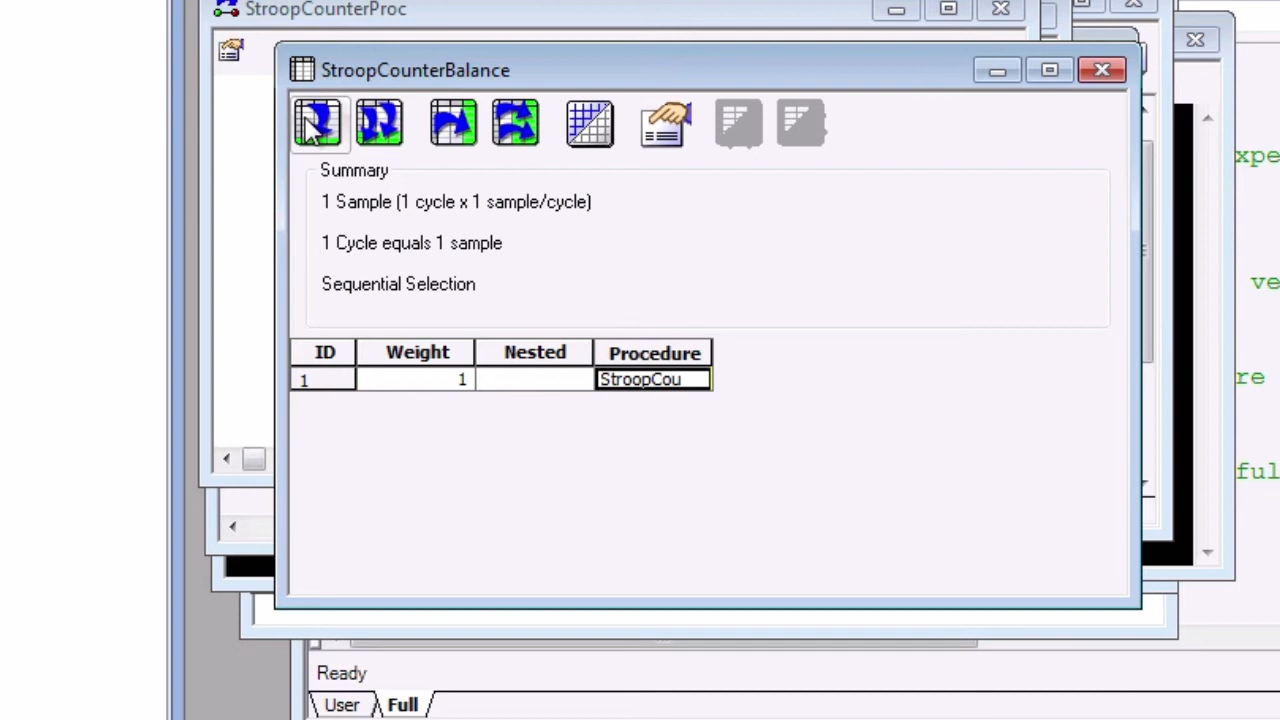 StroopCounterProc
StroopCounterBalance
Summary
1 Sample (1 cycle x 1 sample/cycle)
1 Cycle equals 1 sample
Sequential Selection
ID Weight Nested Procedure
1 1 StroopCou
xpe
ve
re
ful
Ready
User Full